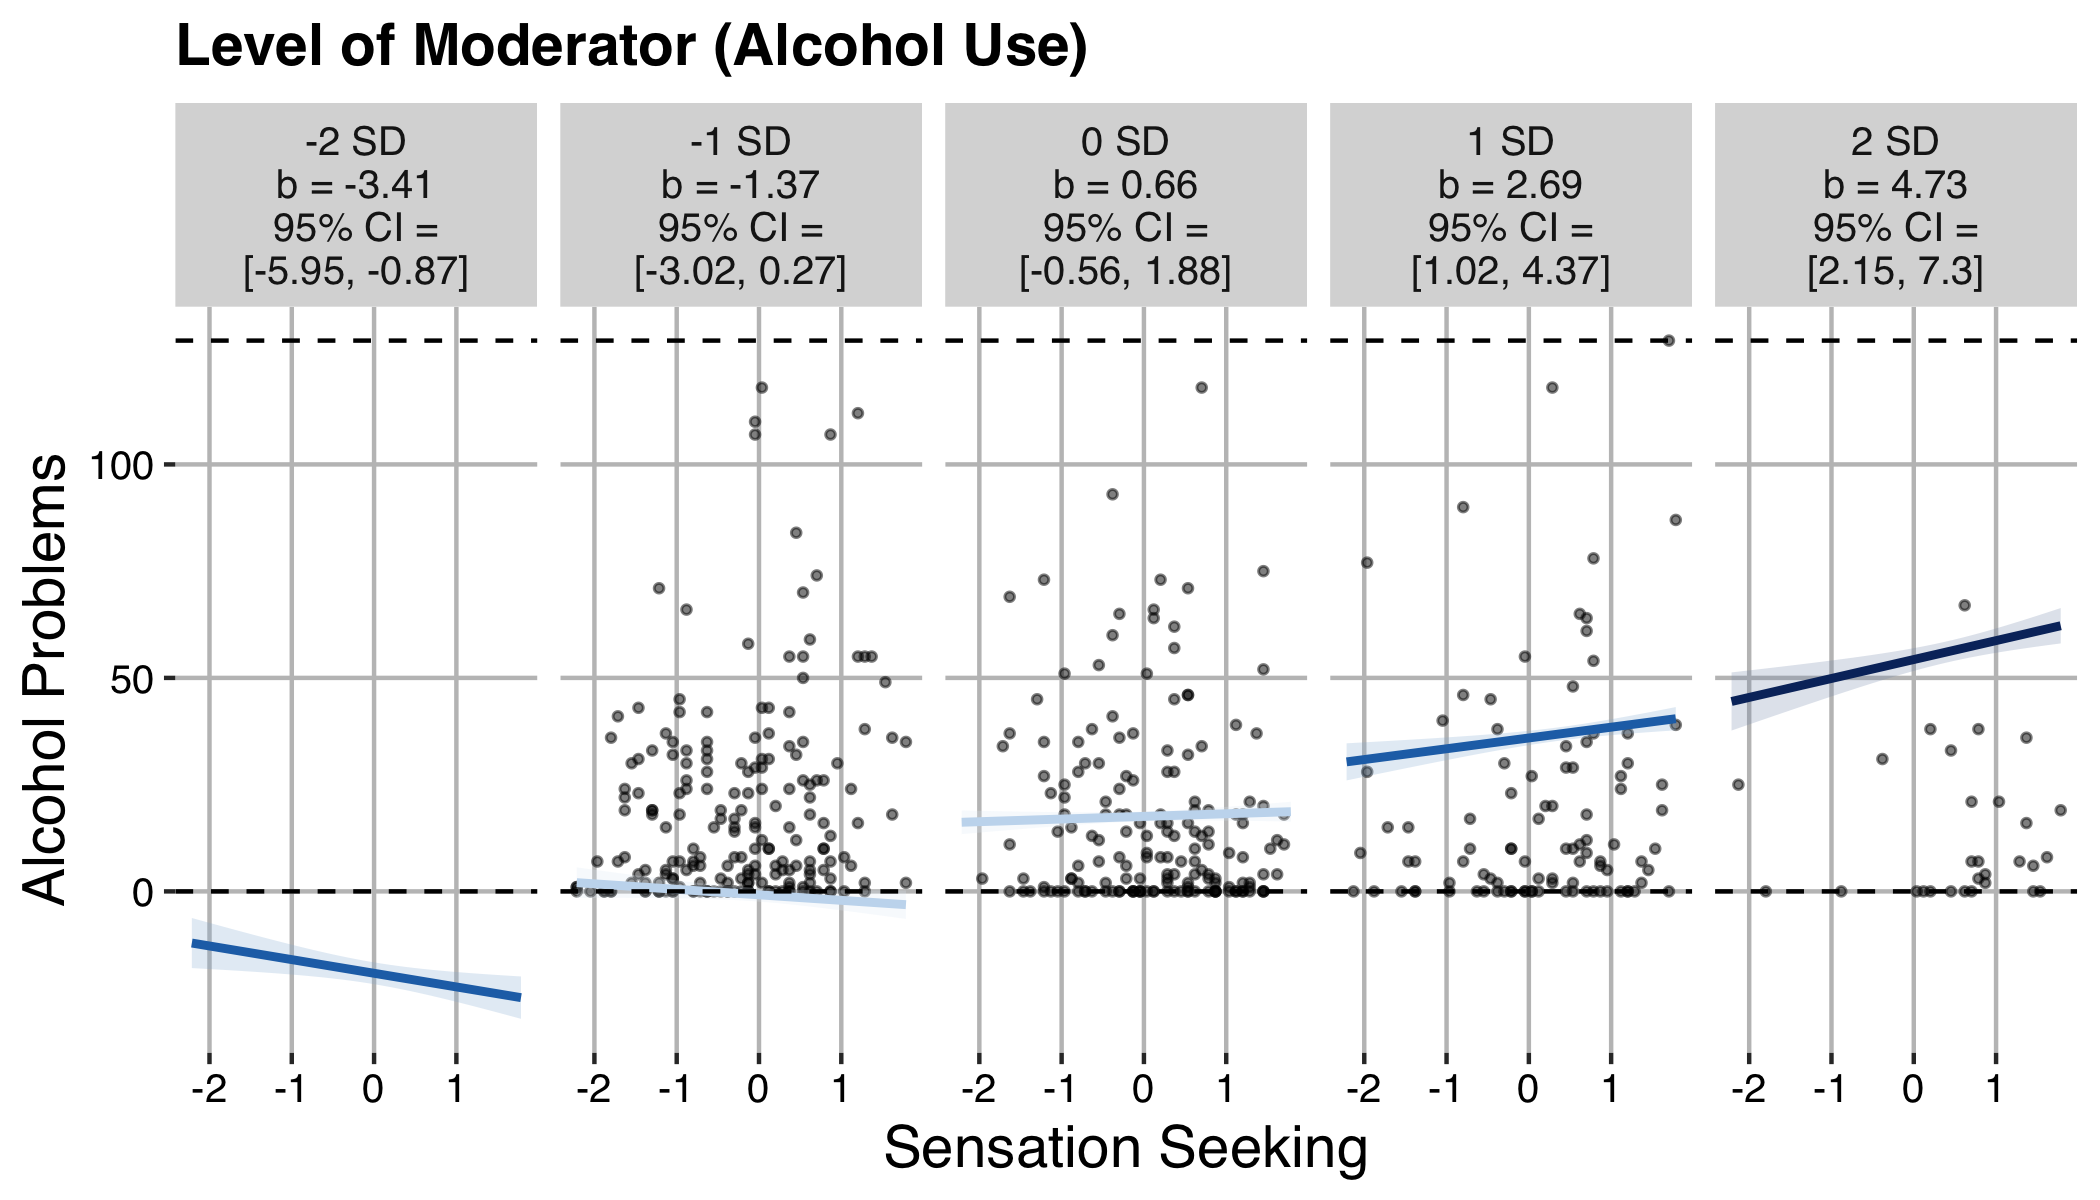 Level of Moderator (Alcohol Use)
-2 SD
b = -3.41
95% CI =
[-5.95, -0.87]
-1 SD
b = -1.37
95% CI =
[-3.02, 0.27]
0 SD
b = 0.66
95% CI =
[-0.56, 1.88]
1 SD
b = 2.69
95% CI =
[1.02, 4.37]
2 SD
b = 4.73
95% CI =
[2.15, 7.3]
Alcohol Problems
100
50
0
-2 -1 0 1
-2 -1 0 1
-2 -1 0 1
-2 -1 0 1
-2 -1 0 1
Sensation Seeking